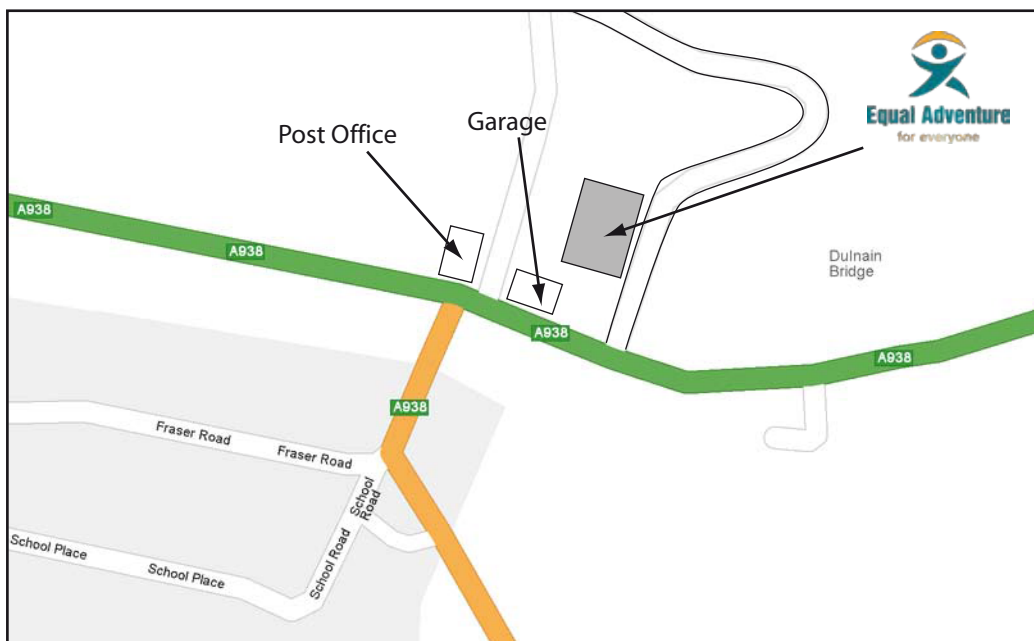 Equal Adventure
for everyone
Garage
Post Office
A938
A938
Dulnain
Bridge
A938
A938
A938
Fraser Road
Fraser Road
School
Road
School Road
School Place
School Place